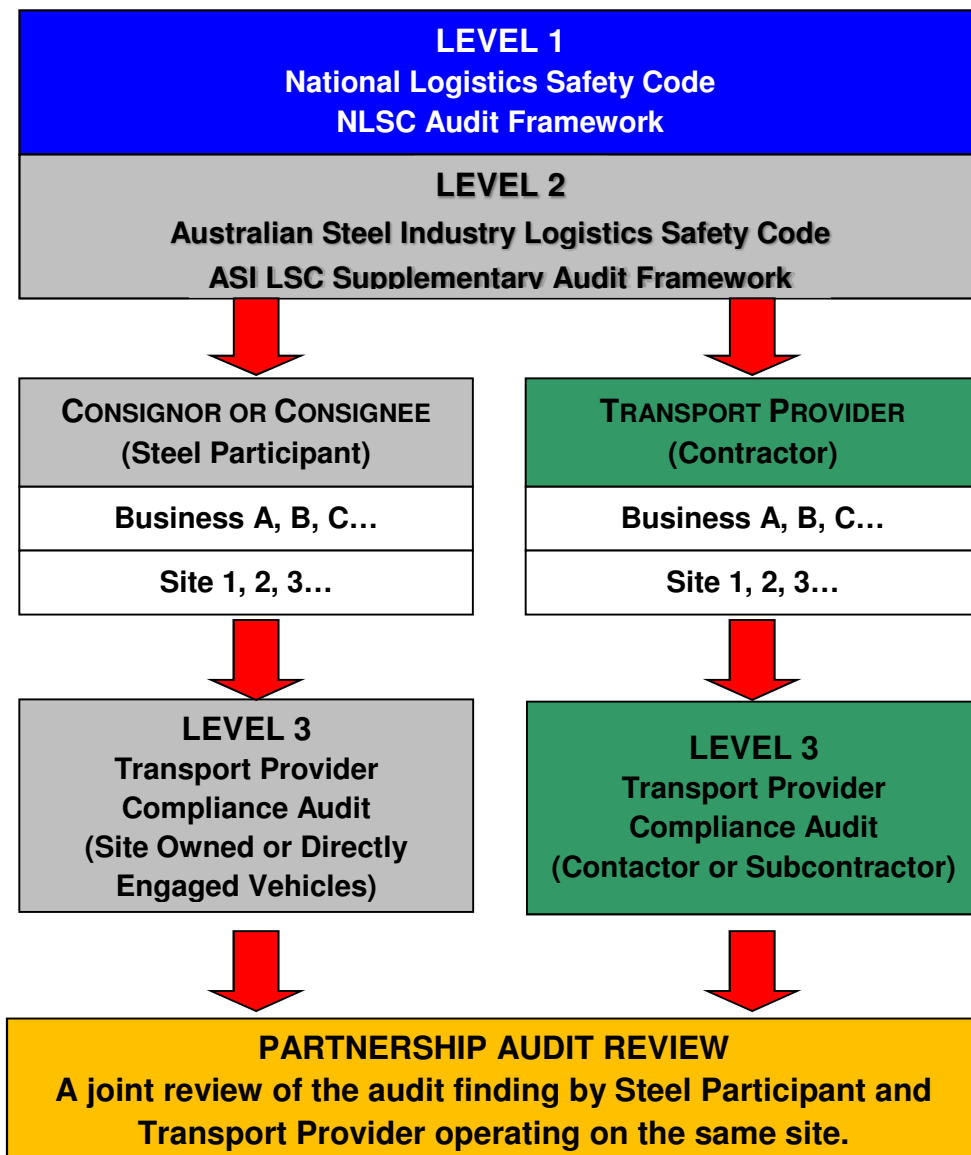 LEVEL 1
National Logistics Safety Code
NLSC Audit Framework
LEVEL 2
Australian Steel Industry Logistics Safety Code
ASI LSC Supplementary Audit Framework
CONSIGNOR OR CONSIGNEE
(Steel Participant)
Business A, B, C…
Site 1, 2, 3…
TRANSPORT PROVIDER
(Contractor)
Business A, B, C…
Site 1, 2, 3…
LEVEL 3
Transport Provider
Compliance Audit
(Site Owned or Directly
Engaged Vehicles)
LEVEL 3
Transport Provider
Compliance Audit
(Contactor or Subcontractor)
PARTNERSHIP AUDIT REVIEW
A joint review of the audit finding by Steel Participant and
Transport Provider operating on the same site.